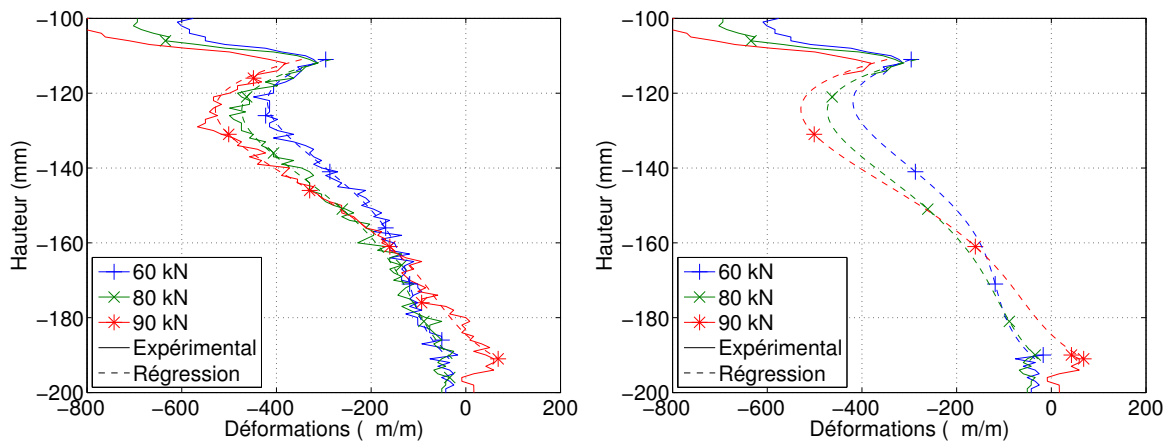 −100
−120
−140
−160
−180
−200
Hauteur (mm)
−800 −600 −400 −200 0 200
Déformations ( m/m)
60 kN
80 kN
90 kN
Expérimental
Régression
−100
−120
−140
−160
−180
−200
Hauteur (mm)
−800 −600 −400 −200 0 200
Déformations ( m/m)
60 kN
80 kN
90 kN
Expérimental
Régression